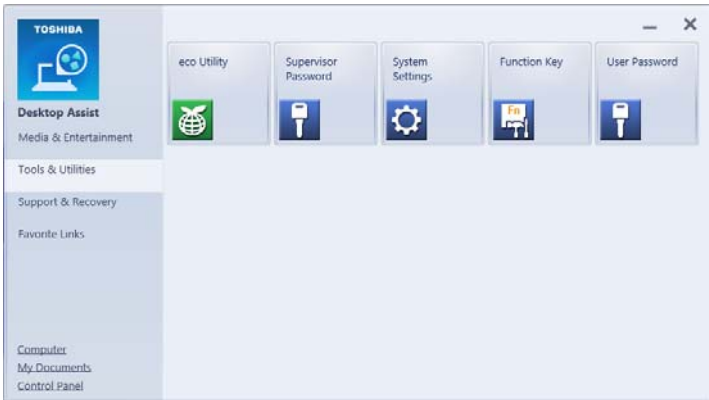 TOSHIBA
Desktop Assist
Media & Entertainment
Tools & Utilities
Support & Recovery
Favorite Links
Computer
My Documents
Control Panel
eco Utility
Supervisor
Password
System
Settings
Function Key
Fn
User Password